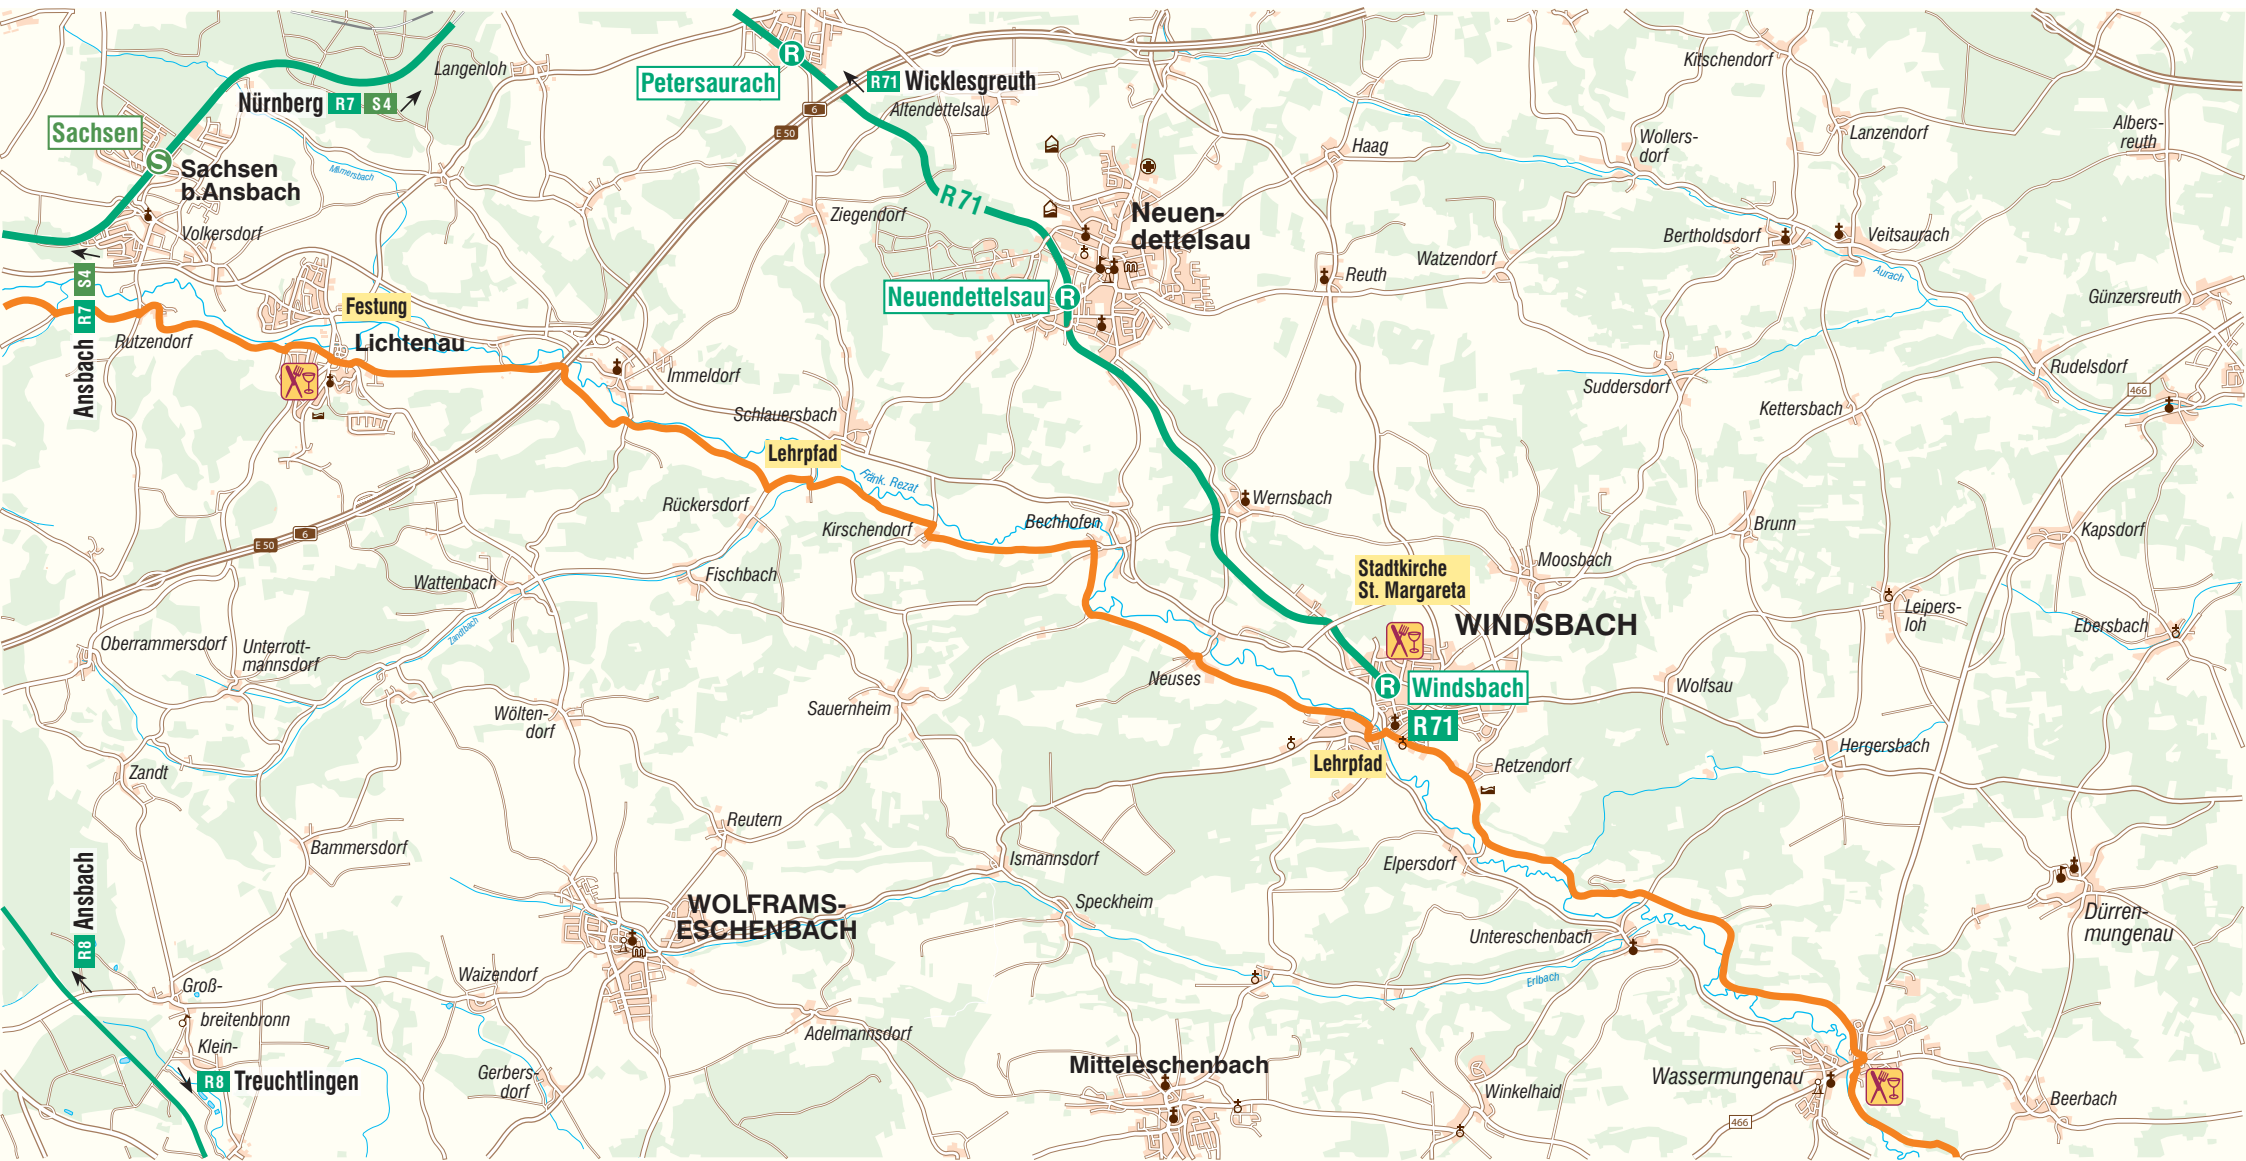 Langenloh
Nürnberg R7 S4
Petersaurach
R
R71 Wicklesgreuth
Altendettelsau
6
E 50
Kitschendorf
Lanzendorf
Albers-
reuth
Wollers-
dorf
Haag
Sachsen
S
Sachsen
b.Ansbach
Milmersbach
Volkersdorf
R71
Ziegendorf
Neuen-
dettelsau
Bertholdsdorf
Veitsaurach
Watzendorf
Reuth
Aurach
Günzersreuth
Neuendettelsau
R
Ansbach R7 S4
Festung
Rutzendorf
Lichtenau
Immeldorf
Suddersdorf
Rudelsdorf
466
Kettersbach
Schlauersbach
Lehrpfad
Fränk. Rezat
Rückersdorf
Kirschendorf
Bechhofen
Wernsbach
Brunn
Kapsdorf
E 50
6
Moosbach
Stadtkirche
St. Margareta
Wattenbach
Fischbach
Zandtbach
WINDSBACH
Leipers-
loh
Ebersbach
Oberrammersdorf
Unterrott-
mannsdorf
Neuses
R
Windsbach
R71
Wolfsau
Sauernheim
Wölten-
dorf
Hergersbach
Lehrpfad
Retzendorf
Zandt
Reutern
Bammersdorf
Ismannsdorf
Elpersdorf
Speckheim
R8 Ansbach
WOLFRAMS-
ESCHENBACH
Dürren-
mungenau
Untereschenbach
Erlbach
Waizendorf
Groß-
breitenbronn
Klein-
Adelmannsdorf
R8 Treuchtlingen
Gerbers-
dorf
Mitteleschenbach
Winkelhaid
Wassermungenau
466
Beerbach